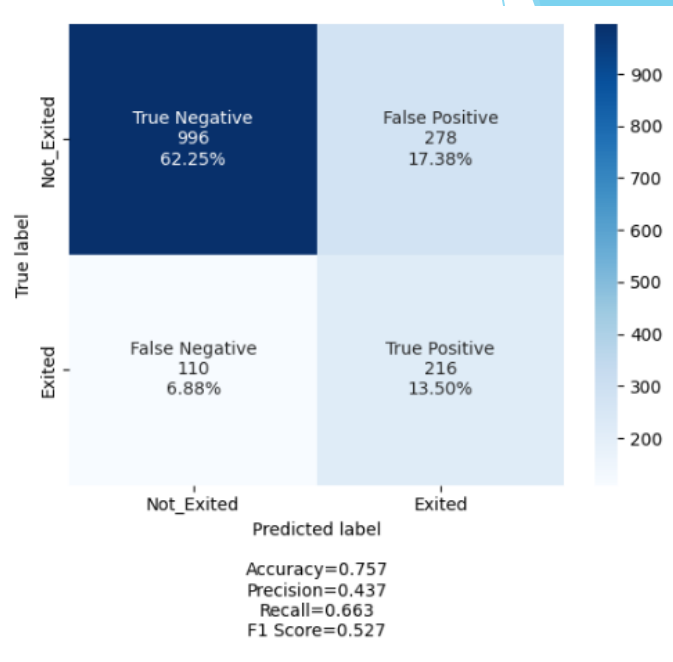 True Negative
996
62.25%
False Positive
278
17.38%
False Negative
110
6.88%
True Positive
216
13.50%
Not_Exited
Exited
True label
Not_Exited
Exited
Predicted label
900
800
700
600
500
400
300
200
Accuracy=0.757
Precision=0.437
Recall=0.663
F1 Score=0.527